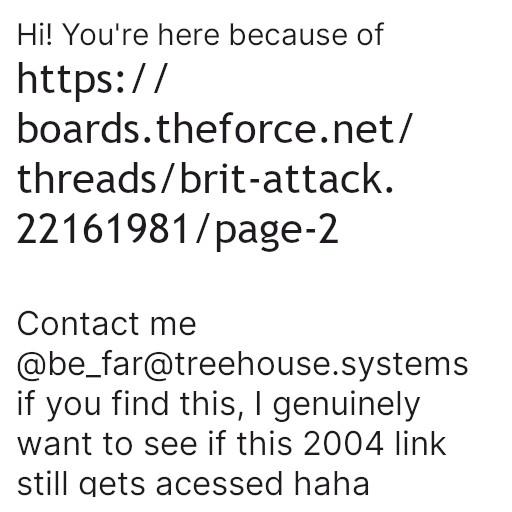 Hi! You're here because of
https://
boards.theforce.net/
threads/brit-attack.
22161981/page-2
Contact me
@be_far@treehouse.systems
if you find this, I genuinely
want to see if this 2004 link
still gets acessed haha